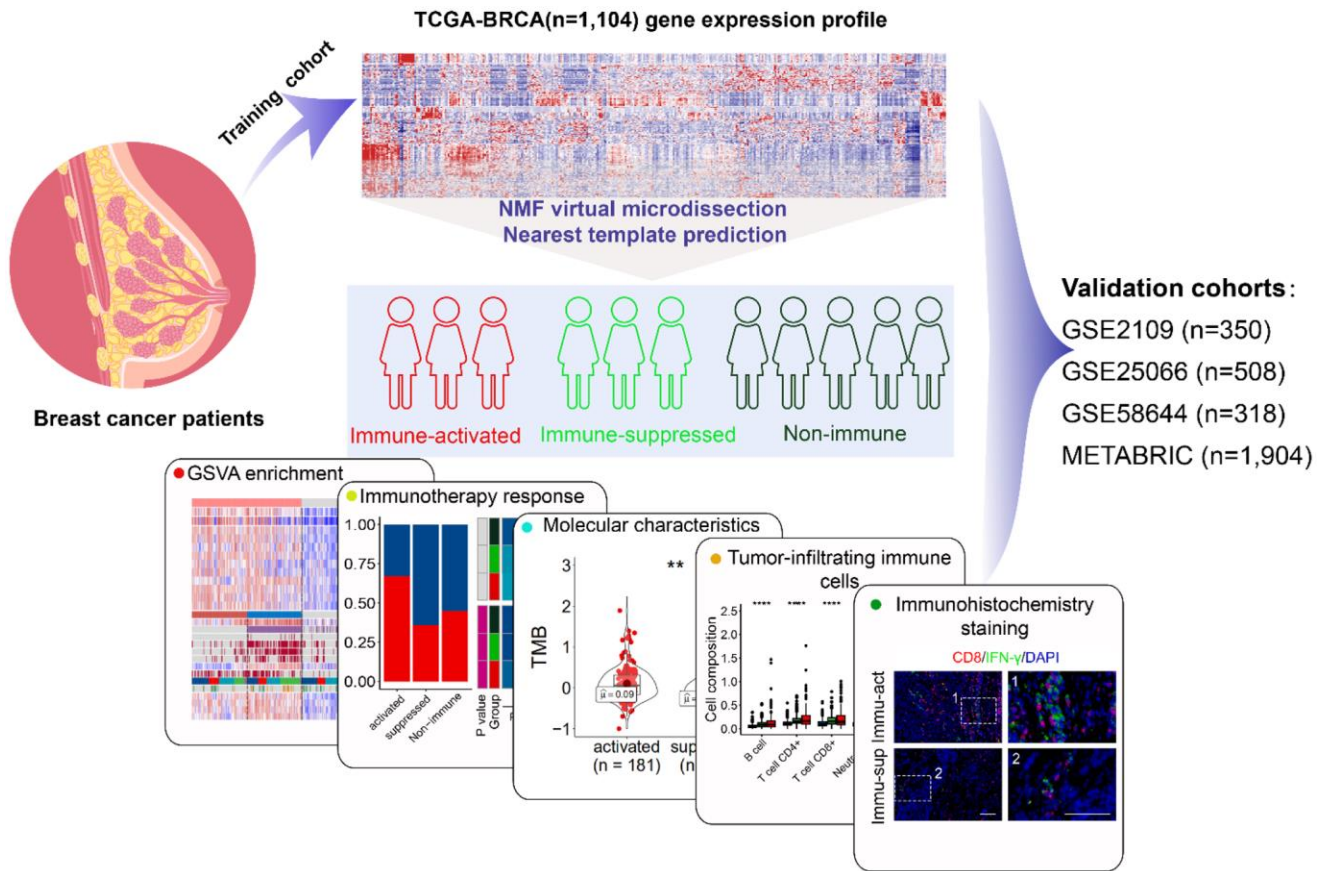 TCGA-BRCA(n=1,104) gene expression profile
Training cohort
NMF virtual microdissection
Nearest template prediction
Breast cancer patients
Immune-activated
Immune-suppressed
Non-immune
Validation cohorts:
GSE2109 (n=350)
GSE25066 (n=508)
GSE58644 (n=318)
METABRIC (n=1,904)
GSVA enrichment
Immunotherapy response
1.00
0.75
0.50
0.25
0.00
activated
suppressed
Non-immune
P value
Group
Molecular characteristics
TMB
3
2
1
0
−1
**
μ̂ = 0.09
activated
(n = 181)
Tumor-infiltrating immune
cells
Cell composition
2.0
1.5
1.0
0.5
0.0
**** **** ****
B cell
T cell CD4+
T cell CD8+
Immunohistochemistry
staining
CD8/IFN-γ/DAPI
Immu-act
1
1
Immu-sup
2
2